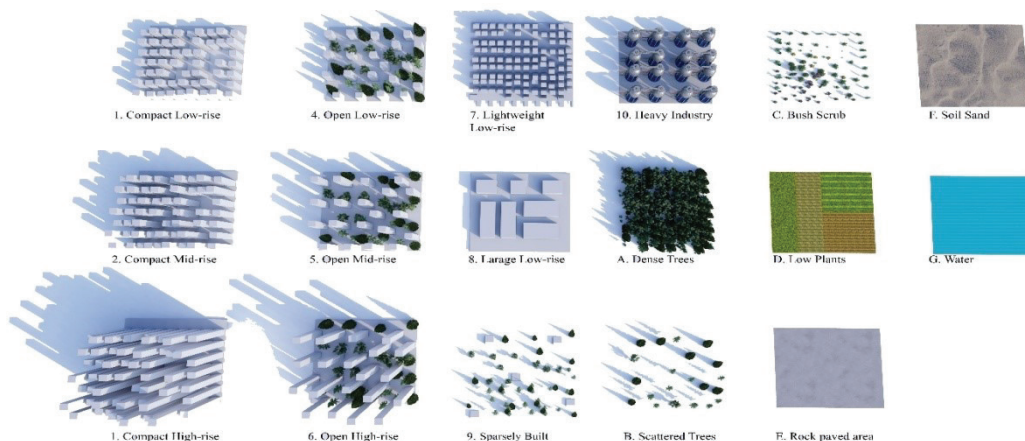 1. Compact Low-rise
4. Open Low-rise
7. Lightweight
Low-rise
10. Heavy Industry
C. Bush Scrub
F. Soil Sand
2. Compact Mid-rise
5. Open Mid-rise
8. Larage Low-rise
A. Dense Trees
D. Low Plants
G. Water
1. Compact High-rise
6. Open High-rise
9. Sparsely Built
B. Scattered Trees
E. Rock paved area